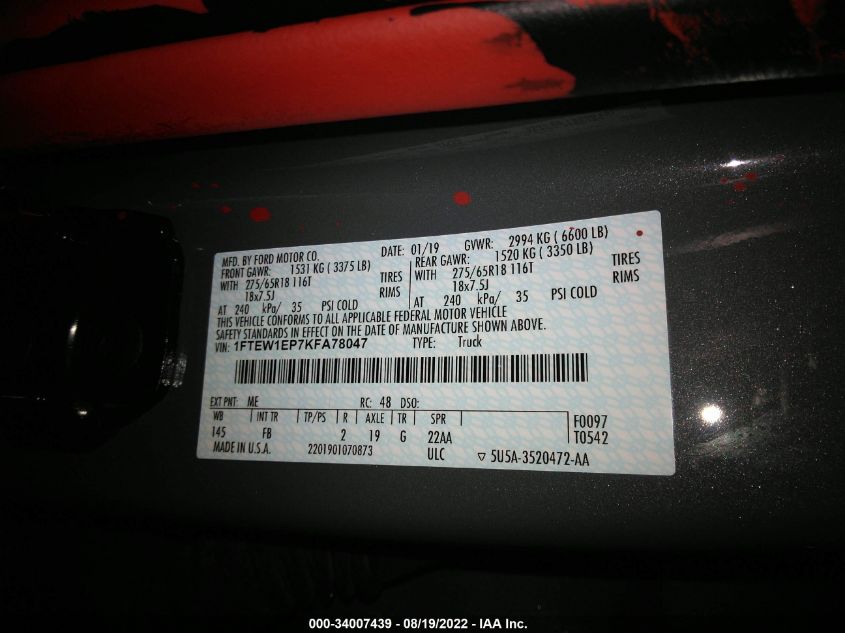 MFD. BY FORD MOTOR CO. DATE: 01/19 GVWR: 2994 KG ( 6600 LB)
FRONT GAWR: 1531 KG ( 3375 LB) REAR GAWR: 1520 KG ( 3350 LB)
WITH 275/65R18 116T TIRES WITH 275/65R18 116T TIRES
18x7.5J RIMS 18x7.5J RIMS
AT 240 kPa/ 35 PSI COLD AT 240 kPa/ 35 PSI COLD
THIS VEHICLE CONFORMS TO ALL APPLICABLE FEDERAL MOTOR VEHICLE
SAFETY STANDARDS IN EFFECT ON THE DATE OF MANUFACTURE SHOWN ABOVE.
VIN: 1FTEW1EP7KFA78047 TYPE: Truck
EXT PNT: ME RC: 48 DSO:
WB INT TR TP/PS R AXLE TR SPR F0097
145 FB 2 19 G 22AA T0542
MADE IN U.S.A. 2201901070873 ULC ▽ 5U5A-3520472-AA
000-34007439 - 08/19/2022 - IAA Inc.